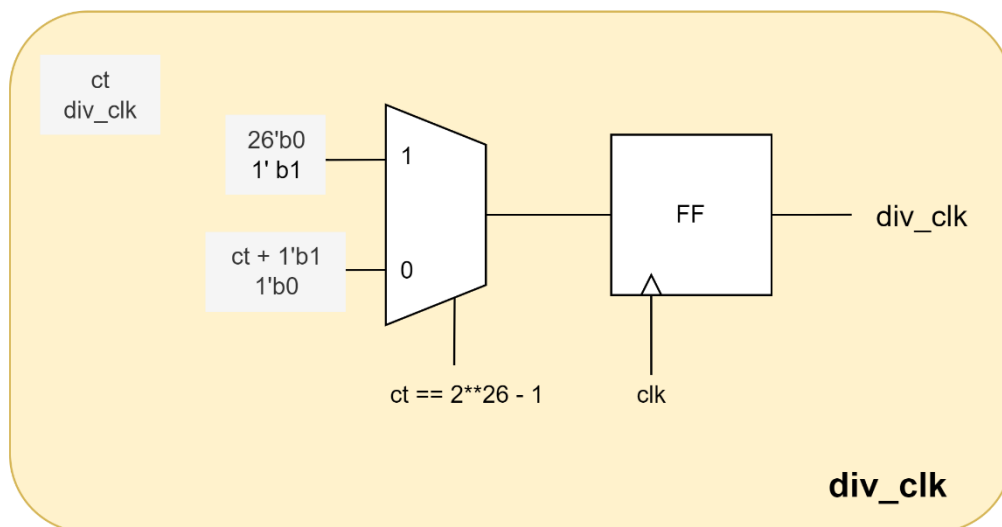 ct
div_clk
26'b0
1' b1
1
ct + 1'b1
1'b0
0
FF
div_clk
ct == 2**26 - 1
clk
div_clk